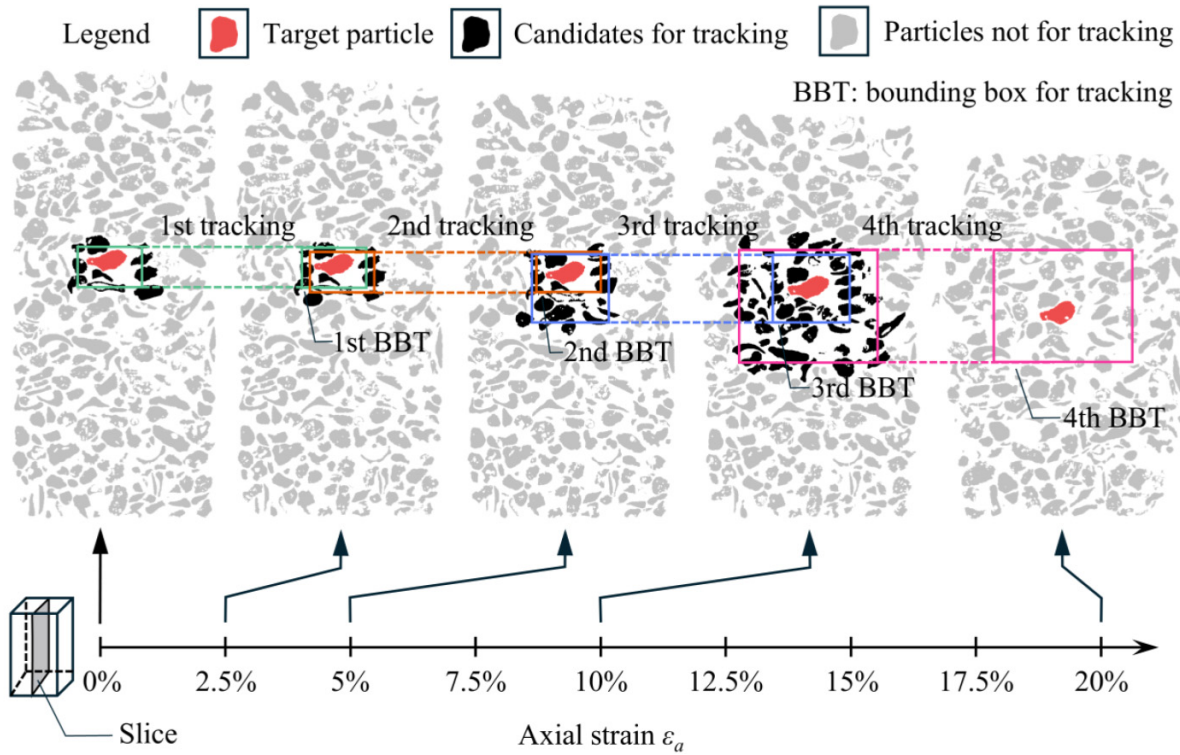 Legend Target particle Candidates for tracking Particles not for tracking
BBT: bounding box for tracking
1st tracking 2nd tracking 3rd tracking 4th tracking
1st BBT
2nd BBT
3rd BBT
4th BBT
0% 2.5% 5% 7.5% 10% 12.5% 15% 17.5% 20%
Slice
Axial strain εa